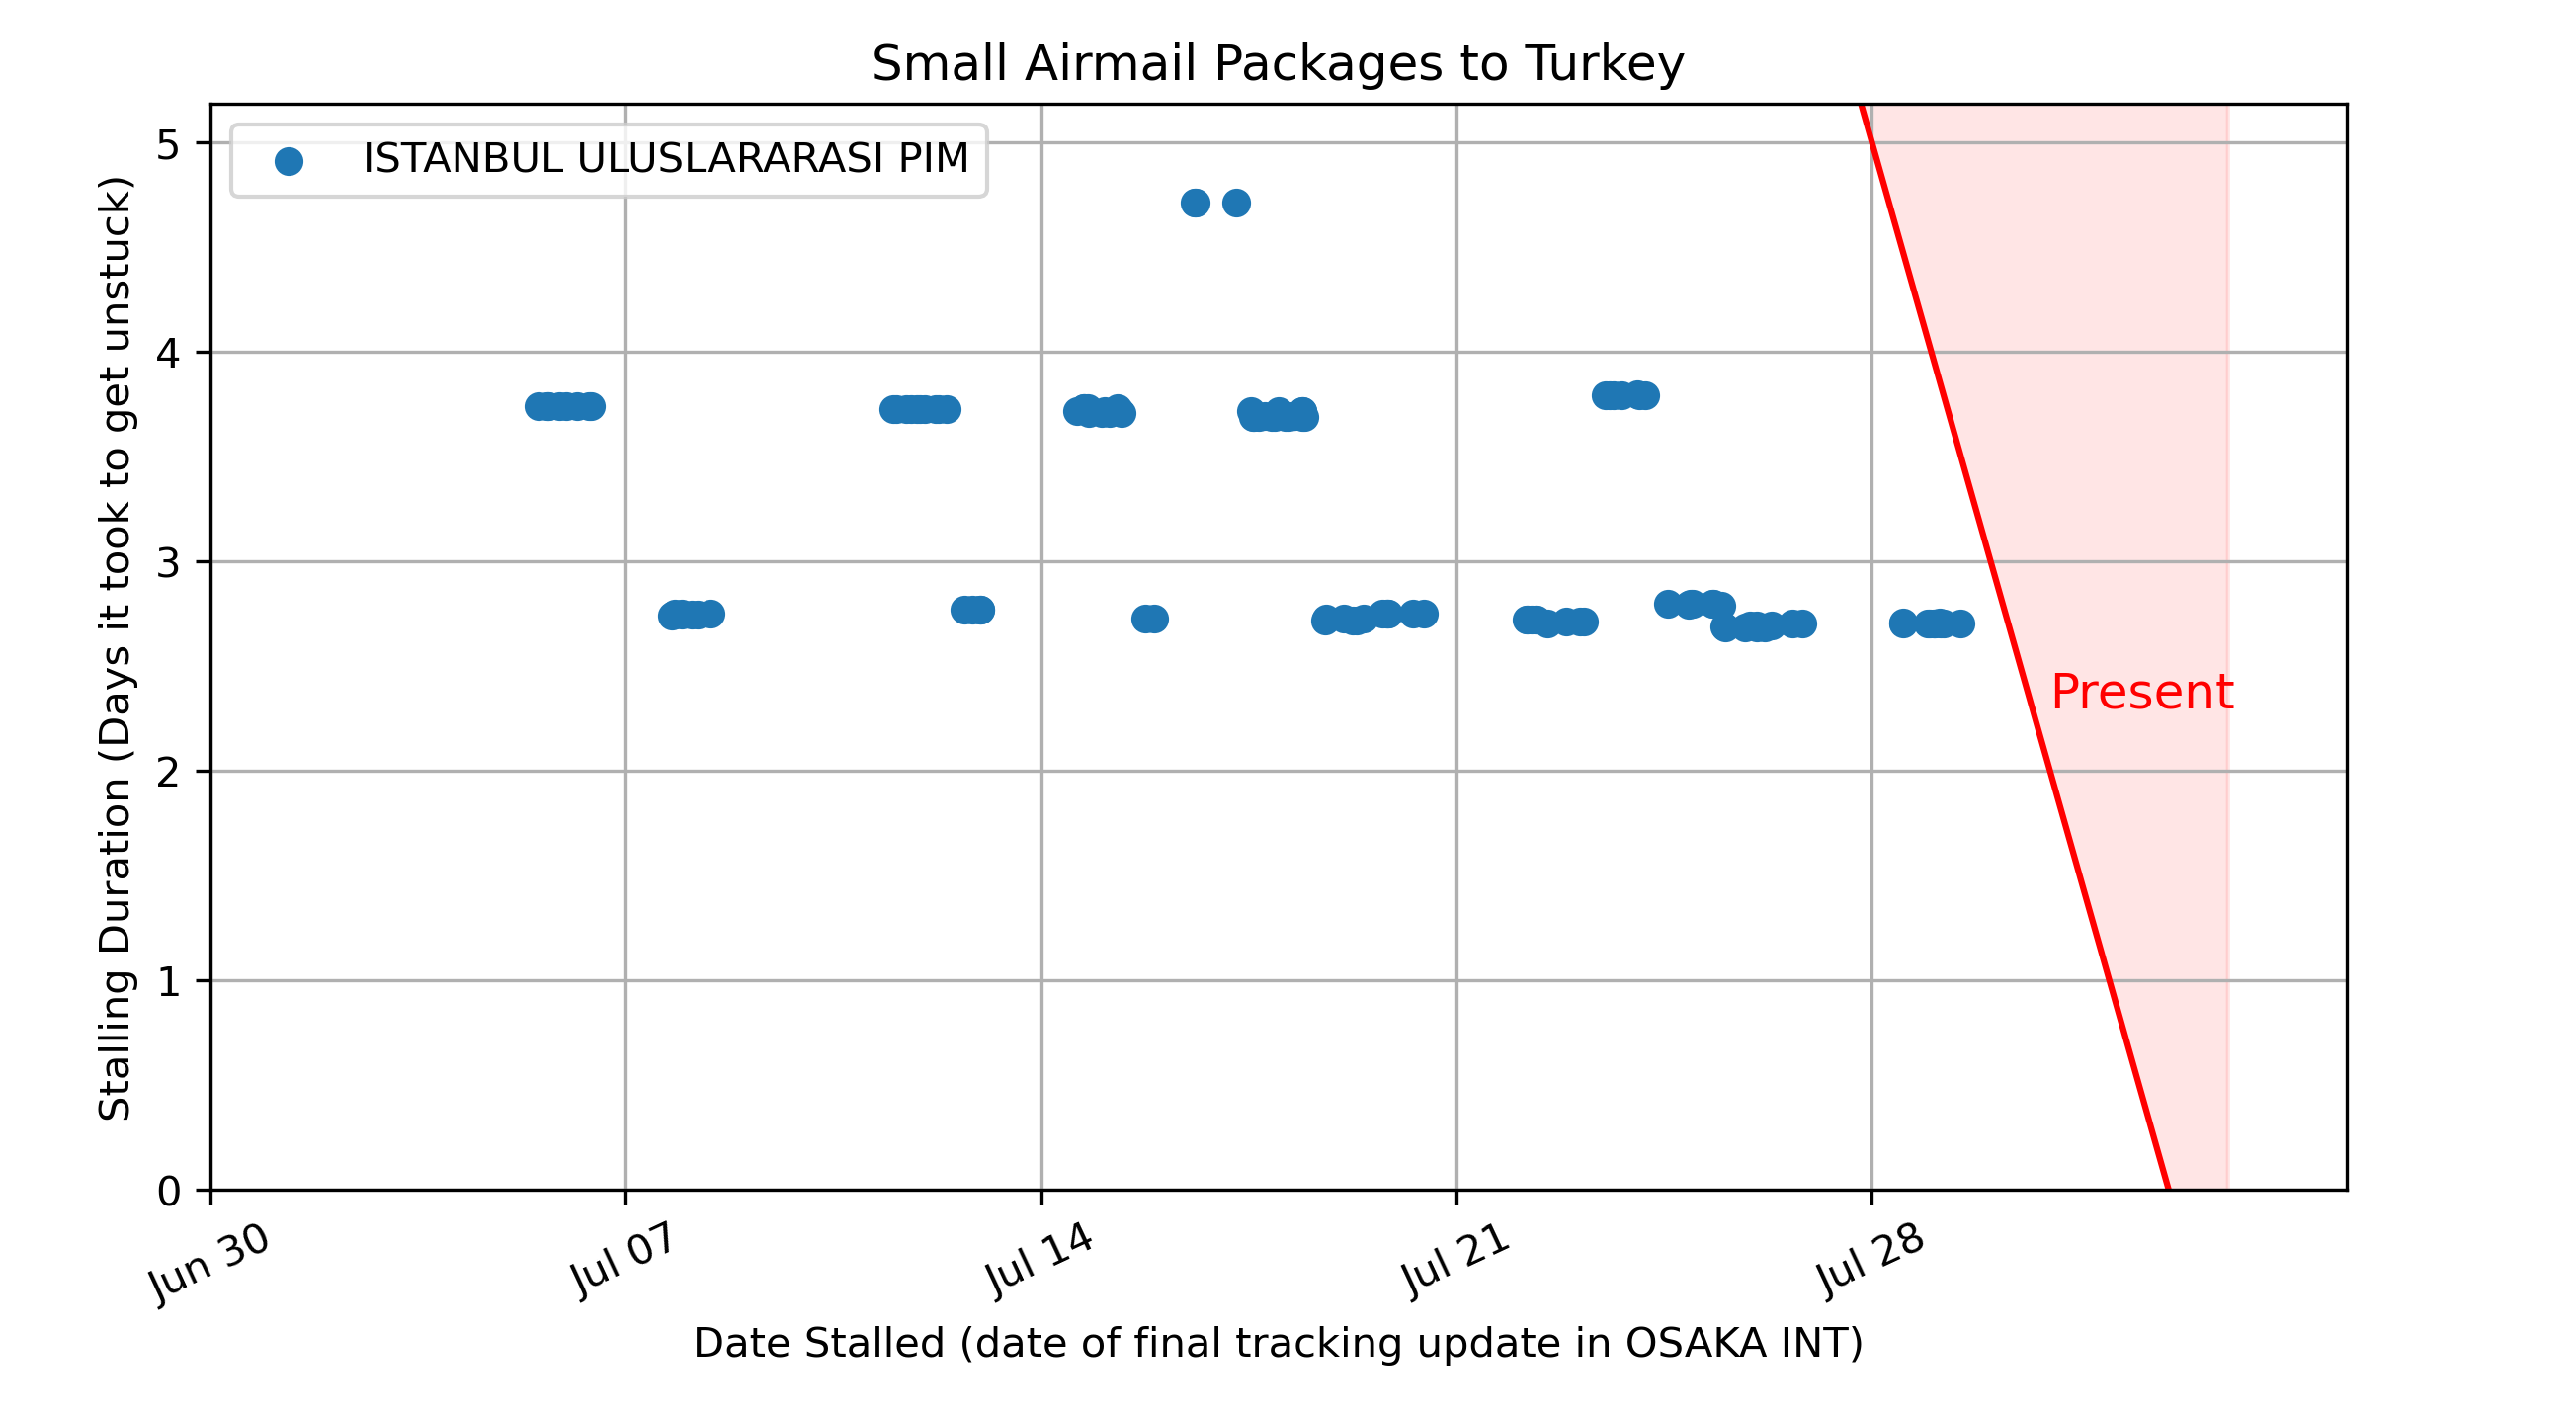 Small Airmail Packages to Turkey
ISTANBUL ULUSLARARASI PIM
Stalling Duration (Days it took to get unstuck)
5
4
3
2
1
0
Present
Jun 30
Jul 07
Jul 14
Jul 21
Jul 28
Date Stalled (date of final tracking update in OSAKA INT)